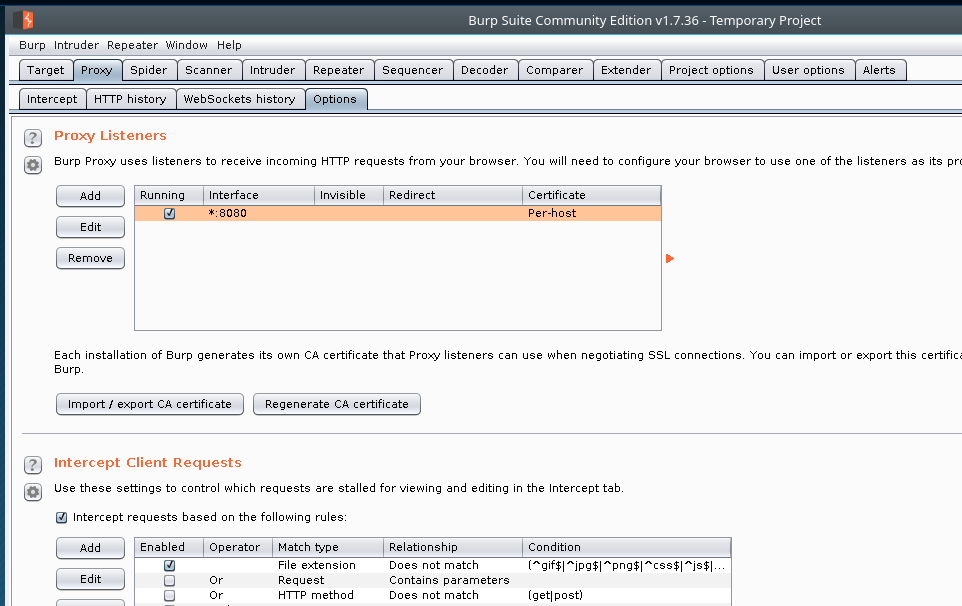 Burp Suite Community Edition v1.7.36 - Temporary Project
Burp Intruder Repeater Window Help
Target Proxy Spider Scanner Intruder Repeater Sequencer Decoder Comparer Extender Project options User options Alerts
Intercept HTTP history WebSockets history Options
? Proxy Listeners
Burp Proxy uses listeners to receive incoming HTTP requests from your browser. You will need to configure your browser to use one of the listeners as its pro
Add Running Interface Invisible Redirect Certificate
*:8080 Per-host
Edit
Remove
Each installation of Burp generates its own CA certificate that Proxy listeners can use when negotiating SSL connections. You can import or export this certifica
Burp.
Import / export CA certificate Regenerate CA certificate
? Intercept Client Requests
Use these settings to control which requests are stalled for viewing and editing in the Intercept tab.
Intercept requests based on the following rules:
Add Enabled Operator Match type Relationship Condition
File extension Does not match (^gif$|^jpg$|^png$|^css$|^js$|...
Edit Or Request Contains parameters
Or HTTP method Does not match (get|post)